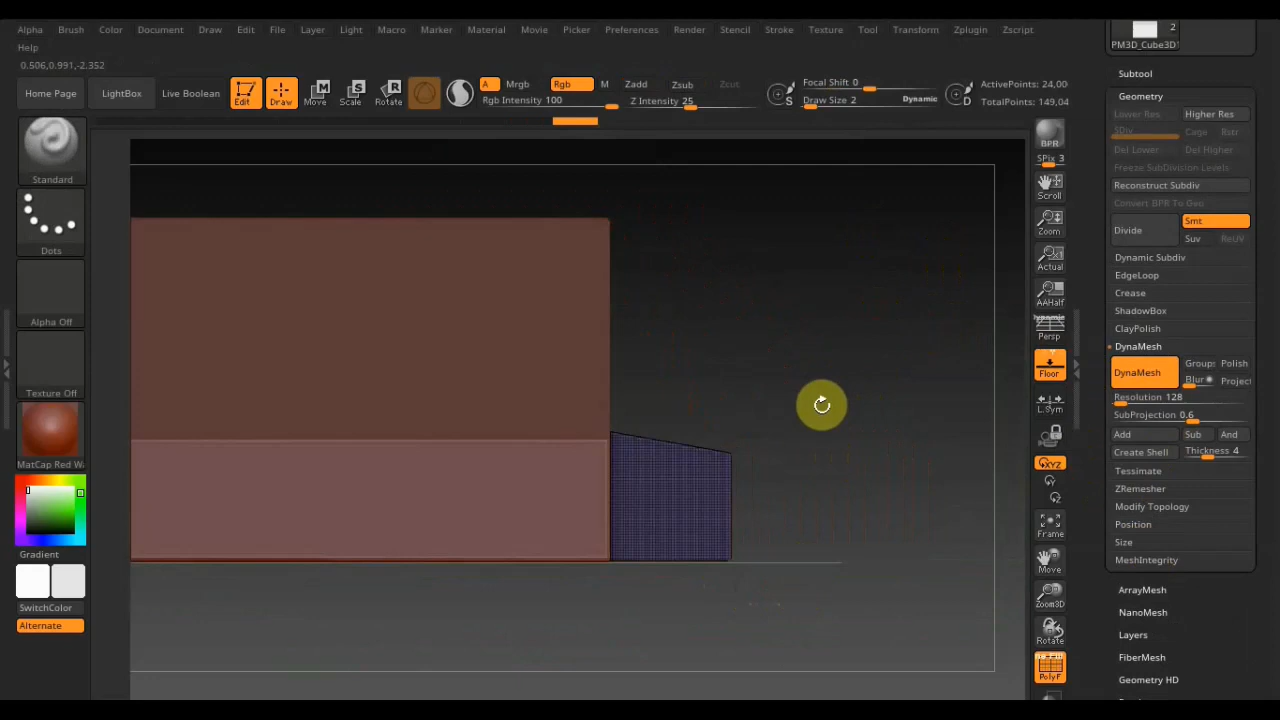 Alpha Brush Color Document Draw Edit File Layer Light Macro Marker Material Movie Picker Preferences Render Stencil Stroke Texture Tool Transform Zplugin Zscript
Help
0.506,0.991,-2.352
Home Page
LightBox
Live Boolean
Edit
Draw
Move
Scale
Rotate
A
Mrgb
Rgb
M
Zadd
Zsub
Zcut
Rgb Intensity 100
Z Intensity 25
S
Focal Shift 0
Draw Size 2
Dynamic
D
ActivePoints: 24,00
TotalPoints: 149,04
Standard
Dots
Alpha Off
Texture Off
MatCap Red Wa
Gradient
SwitchColor
Alternate
BPR
SPix 3
Scroll
Zoom
Actual
AAHalf
Dynamic
Persp
Floor
L.Sym
XYZ
Y
Z
Frame
Move
Zoom3D
Rotate
PolyF
2
PM3D_Cube3D
Subtool
Geometry
Lower Res
Higher Res
SDiv
Cage
Rstr
Del Lower
Del Higher
Freeze SubDivision Levels
Reconstruct Subdiv
Convert BPR To Geo
Divide
Smt
Suv
ReUV
Dynamic Subdiv
EdgeLoop
Crease
ShadowBox
ClayPolish
DynaMesh
DynaMesh
Groups
Polish
Blur
Project
Resolution 128
SubProjection 0.6
Add
Sub
And
Create Shell
Thickness 4
Tessimate
ZRemesher
Modify Topology
Position
Size
MeshIntegrity
ArrayMesh
NanoMesh
Layers
FiberMesh
Geometry HD